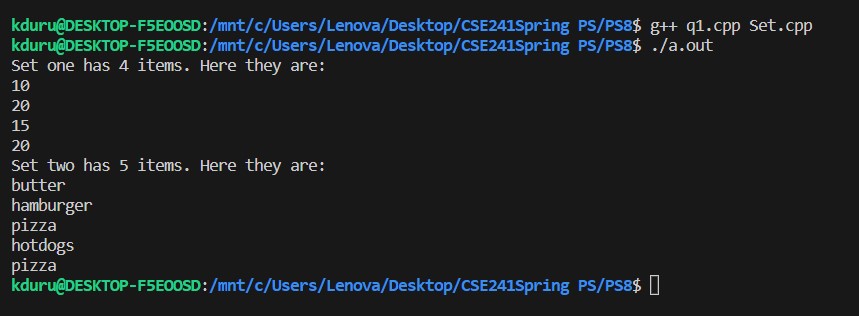 kduru@DESKTOP-F5EOOSD:/mnt/c/Users/Lenova/Desktop/CSE241Spring PS/PS8$ g++ q1.cpp Set.cpp
kduru@DESKTOP-F5EOOSD:/mnt/c/Users/Lenova/Desktop/CSE241Spring PS/PS8$ ./a.out
Set one has 4 items. Here they are:
10
20
15
20
Set two has 5 items. Here they are:
butter
hamburger
pizza
hotdogs
pizza
kduru@DESKTOP-F5EOOSD:/mnt/c/Users/Lenova/Desktop/CSE241Spring PS/PS8$